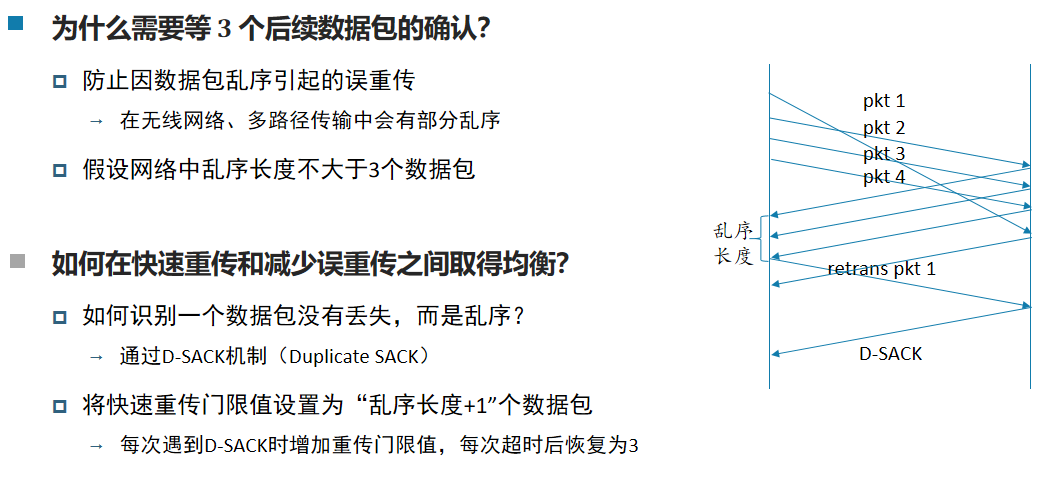 为什么需要等 3 个后续数据包的确认？
防止因数据包乱序引起的误重传
→ 在无线网络、多路径传输中会有部分乱序
假设网络中乱序长度不大于3个数据包
如何在快速重传和减少误重传之间取得均衡？
如何识别一个数据包没有丢失，而是乱序？
→ 通过D-SACK机制（Duplicate SACK）
将快速重传门限值设置为“乱序长度+1”个数据包
→ 每次遇到D-SACK时增加重传门限值，每次超时后恢复为3
pkt 1
pkt 2
pkt 3
pkt 4
乱序
长度
retrans pkt 1
D-SACK